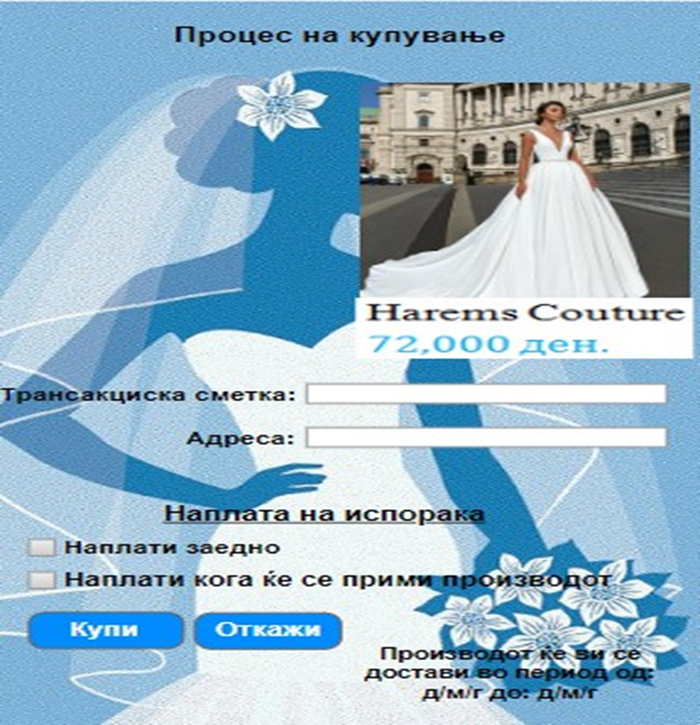 Процес на купување
Harems Couture
72,000 ден.
Трансакциска сметка:
Адреса:
Наплата на испорака
Наплати заедно
Наплати кога ќе се прими производот
Купи Откажи
Производот ќе ви се
достави во период од:
д/м/г до: д/м/г